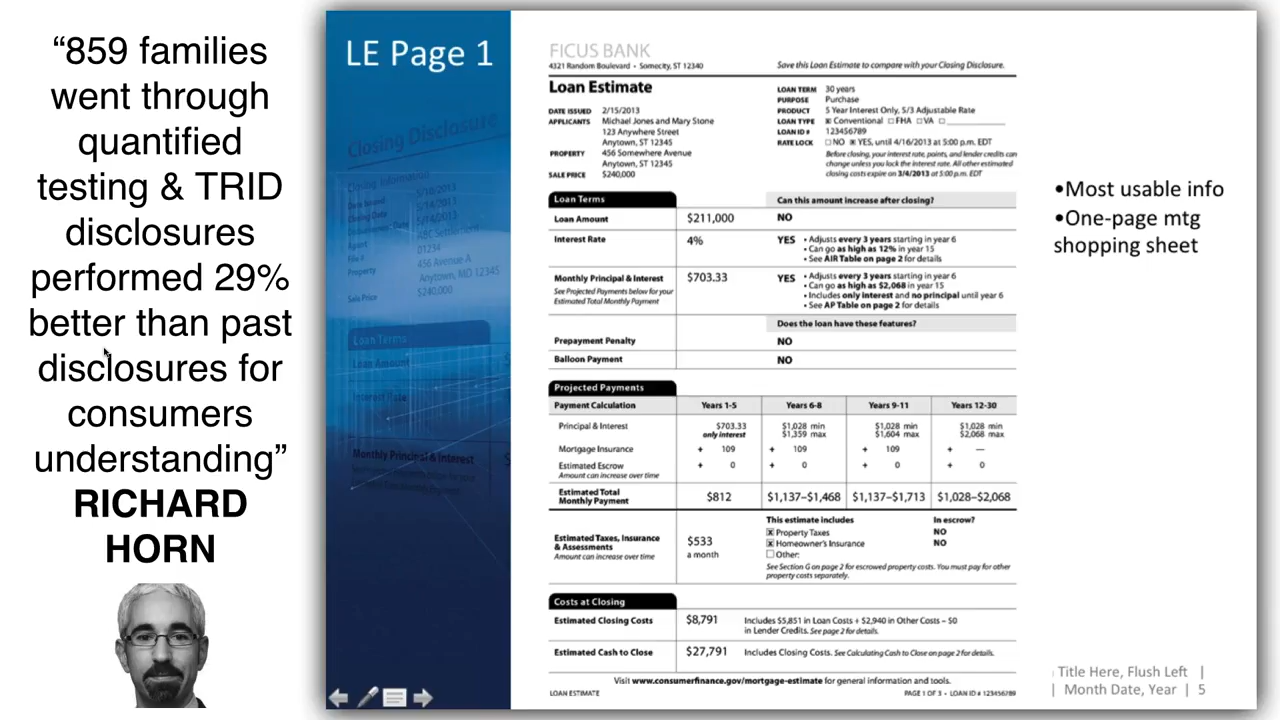 “859 families
went through
quantified
testing & TRID
disclosures
performed 29%
better than past
disclosures for
consumers
understanding”
RICHARD
HORN
LE Page 1
Closing Disclosure
FICUS BANK
4321 Random Boulevard • Somecity, ST 12340
Save this Loan Estimate to compare with your Closing Disclosure.
Loan Estimate
DATE ISSUED 2/15/2013
APPLICANTS Michael Jones and Mary Stone
123 Anywhere Street
Anytown, ST 12345
PROPERTY 456 Somewhere Avenue
Anytown, ST 12345
SALE PRICE $240,000
LOAN TERM 30 years
PURPOSE Purchase
PRODUCT 5 Year Interest Only, 5/3 Adjustable Rate
LOAN TYPE ☒ Conventional ☐ FHA ☐ VA ☐ ____________
LOAN ID # 123456789
RATE LOCK ☐ NO ☒ YES, until 4/16/2013 at 5:00 p.m. EDT
Before closing, your interest rate, points, and lender credits can
change unless you lock the interest rate. All other estimated
closing costs expire on 3/4/2013 at 5:00 p.m. EDT
Loan Terms Can this amount increase after closing?
Loan Amount $211,000 NO
Interest Rate 4% YES • Adjusts every 3 years starting in year 6
• Can go as high as 12% in year 15
• See AIR Table on page 2 for details
Monthly Principal & Interest $703.33 YES • Adjusts every 3 years starting in year 6
See Projected Payments below for your • Can go as high as $2,068 in year 15
Estimated Total Monthly Payment • Includes only interest and no principal until year 6
• See AP Table on page 2 for details
Does the loan have these features?
Prepayment Penalty NO
Balloon Payment NO
Projected Payments
Payment Calculation Years 1-5 Years 6-8 Years 9-11 Years 12-30
Principal & Interest $703.33 $1,028 min $1,028 min $1,028 min
only interest $1,359 max $1,604 max $2,068 max
Mortgage Insurance + 109 + 109 + 109 + —
Estimated Escrow + 0 + 0 + 0 + 0
Amount can increase over time
Estimated Total
Monthly Payment $812 $1,137–$1,468 $1,137–$1,713 $1,028–$2,068
This estimate includes In escrow?
Estimated Taxes, Insurance
& Assessments
Amount can increase over time
$533
a month
☒ Property Taxes NO
☒ Homeowner's Insurance NO
☐ Other:
See Section G on page 2 for escrowed property costs. You must pay for other
property costs separately.
Costs at Closing
Estimated Closing Costs $8,791 Includes $5,851 in Loan Costs + $2,940 in Other Costs – $0
in Lender Credits. See page 2 for details.
Estimated Cash to Close $27,791 Includes Closing Costs. See Calculating Cash to Close on page 2 for details.
Visit www.consumerfinance.gov/mortgage-estimate for general information and tools.
LOAN ESTIMATE PAGE 1 OF 3 • LOAN ID # 123456789
•Most usable info
•One-page mtg
shopping sheet
Title Here, Flush Left |
| Month Date, Year | 5